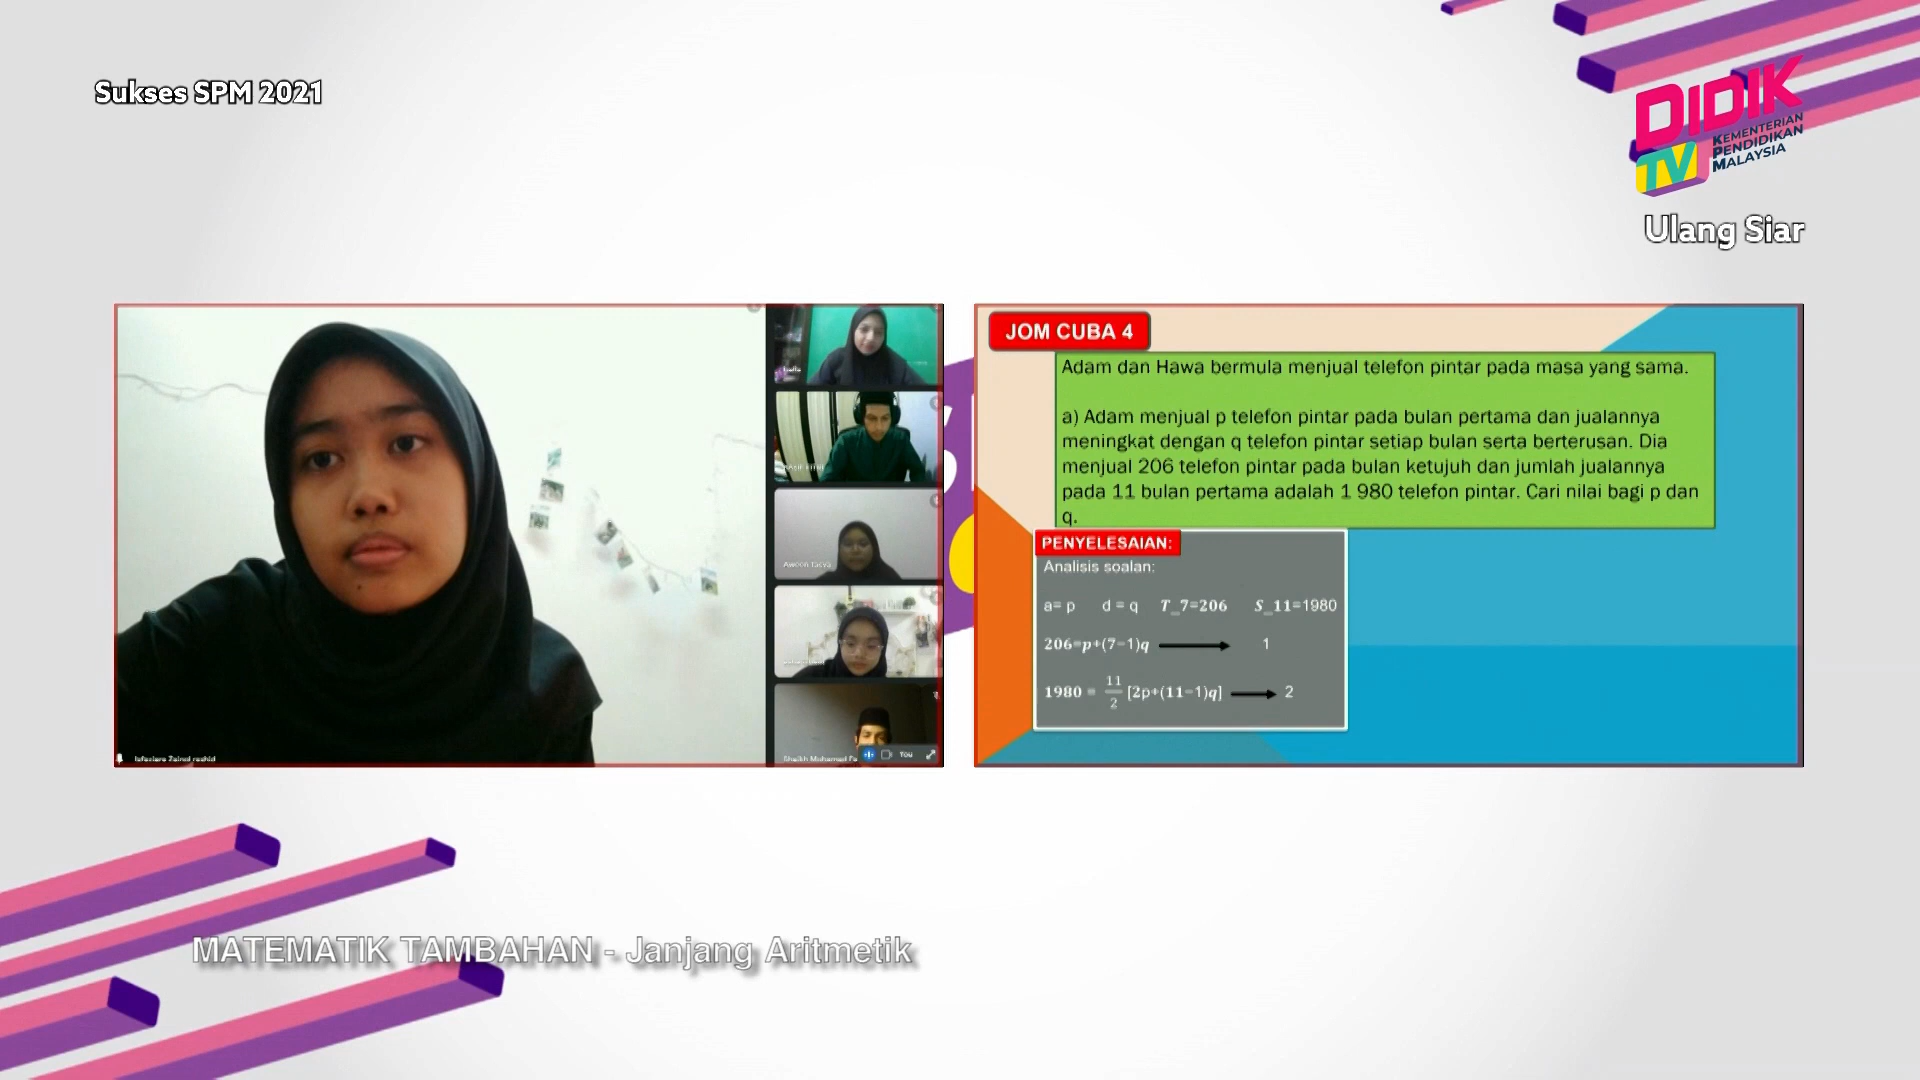 Sukses SPM 2021
DIDIK
TV
KEMENTERIAN
PENDIDIKAN
MALAYSIA
Ulang Siar
JOM CUBA 4
Adam dan Hawa bermula menjual telefon pintar pada masa yang sama.
a) Adam menjual p telefon pintar pada bulan pertama dan jualannya
meningkat dengan q telefon pintar setiap bulan serta berterusan. Dia
menjual 206 telefon pintar pada bulan ketujuh dan jumlah jualannya
pada 11 bulan pertama adalah 1 980 telefon pintar. Cari nilai bagi p dan
q.
PENYELESAIAN:
Analisis soalan:
a= p d = q T_7=206 S_11=1980
206=p+(7−1)q 1
1980 = 11/2 [2p+(11−1)q] 2
You
MATEMATIK TAMBAHAN - Janjang Aritmetik